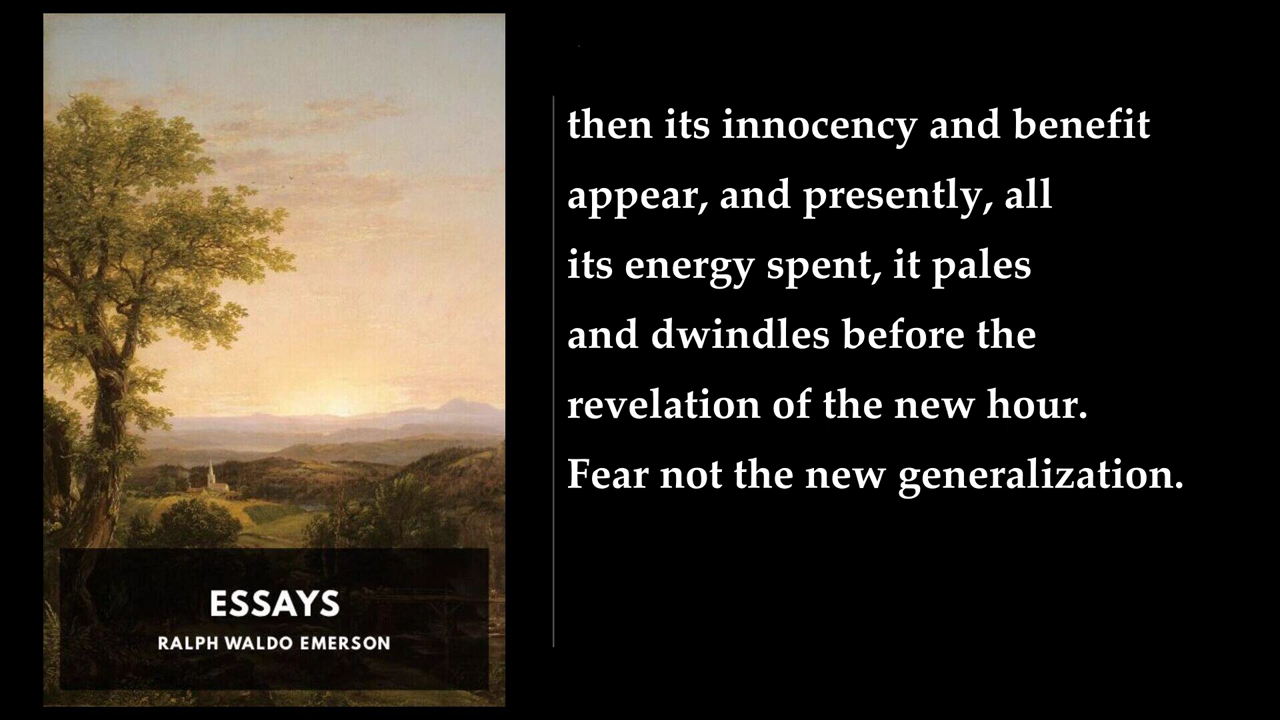 then its innocency and benefit
appear, and presently, all
its energy spent, it pales
and dwindles before the
revelation of the new hour.
Fear not the new generalization.
ESSAYS
RALPH WALDO EMERSON